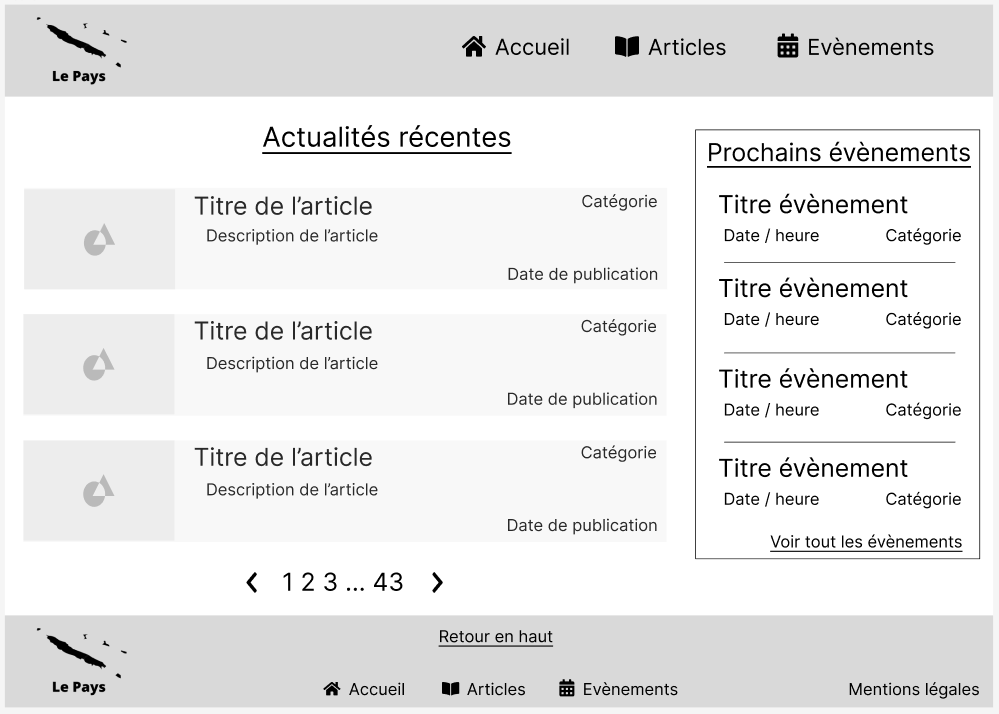 Le Pays
Accueil
Articles
Evènements
Actualités récentes
Titre de l’article
Catégorie
Description de l’article
Date de publication
Titre de l’article
Catégorie
Description de l’article
Date de publication
Titre de l’article
Catégorie
Description de l’article
Date de publication
1 2 3 ... 43
Prochains évènements
Titre évènement
Date / heure
Catégorie
Titre évènement
Date / heure
Catégorie
Titre évènement
Date / heure
Catégorie
Titre évènement
Date / heure
Catégorie
Voir tout les évènements
Le Pays
Retour en haut
Accueil
Articles
Evènements
Mentions légales